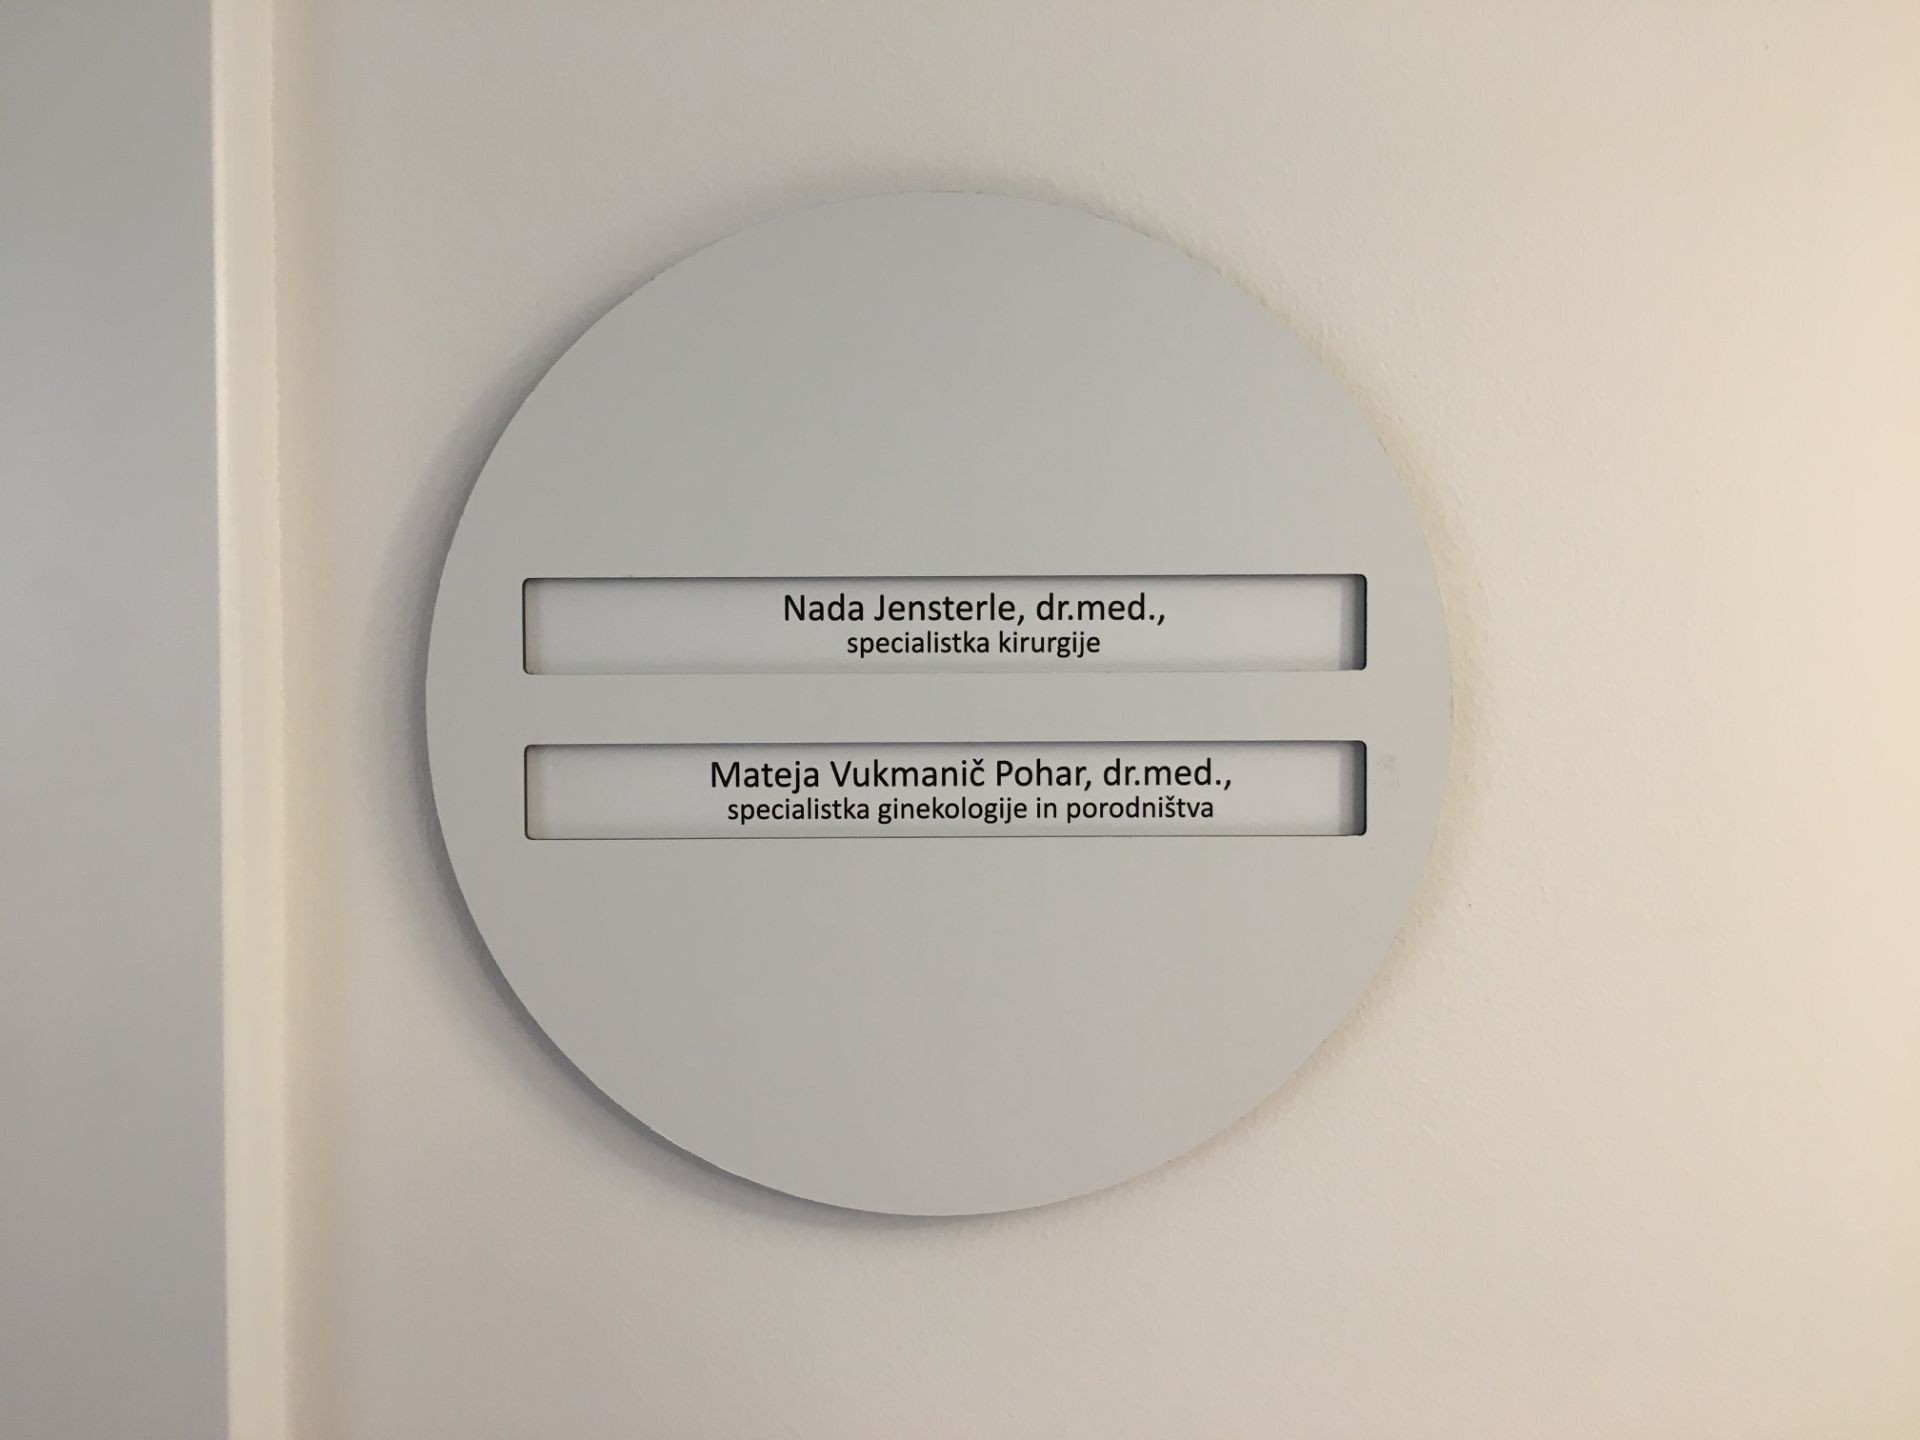 Nada Jensterle, dr.med.,
specialistka kirurgije
Mateja Vukmanič Pohar, dr.med.,
specialistka ginekologije in porodništva